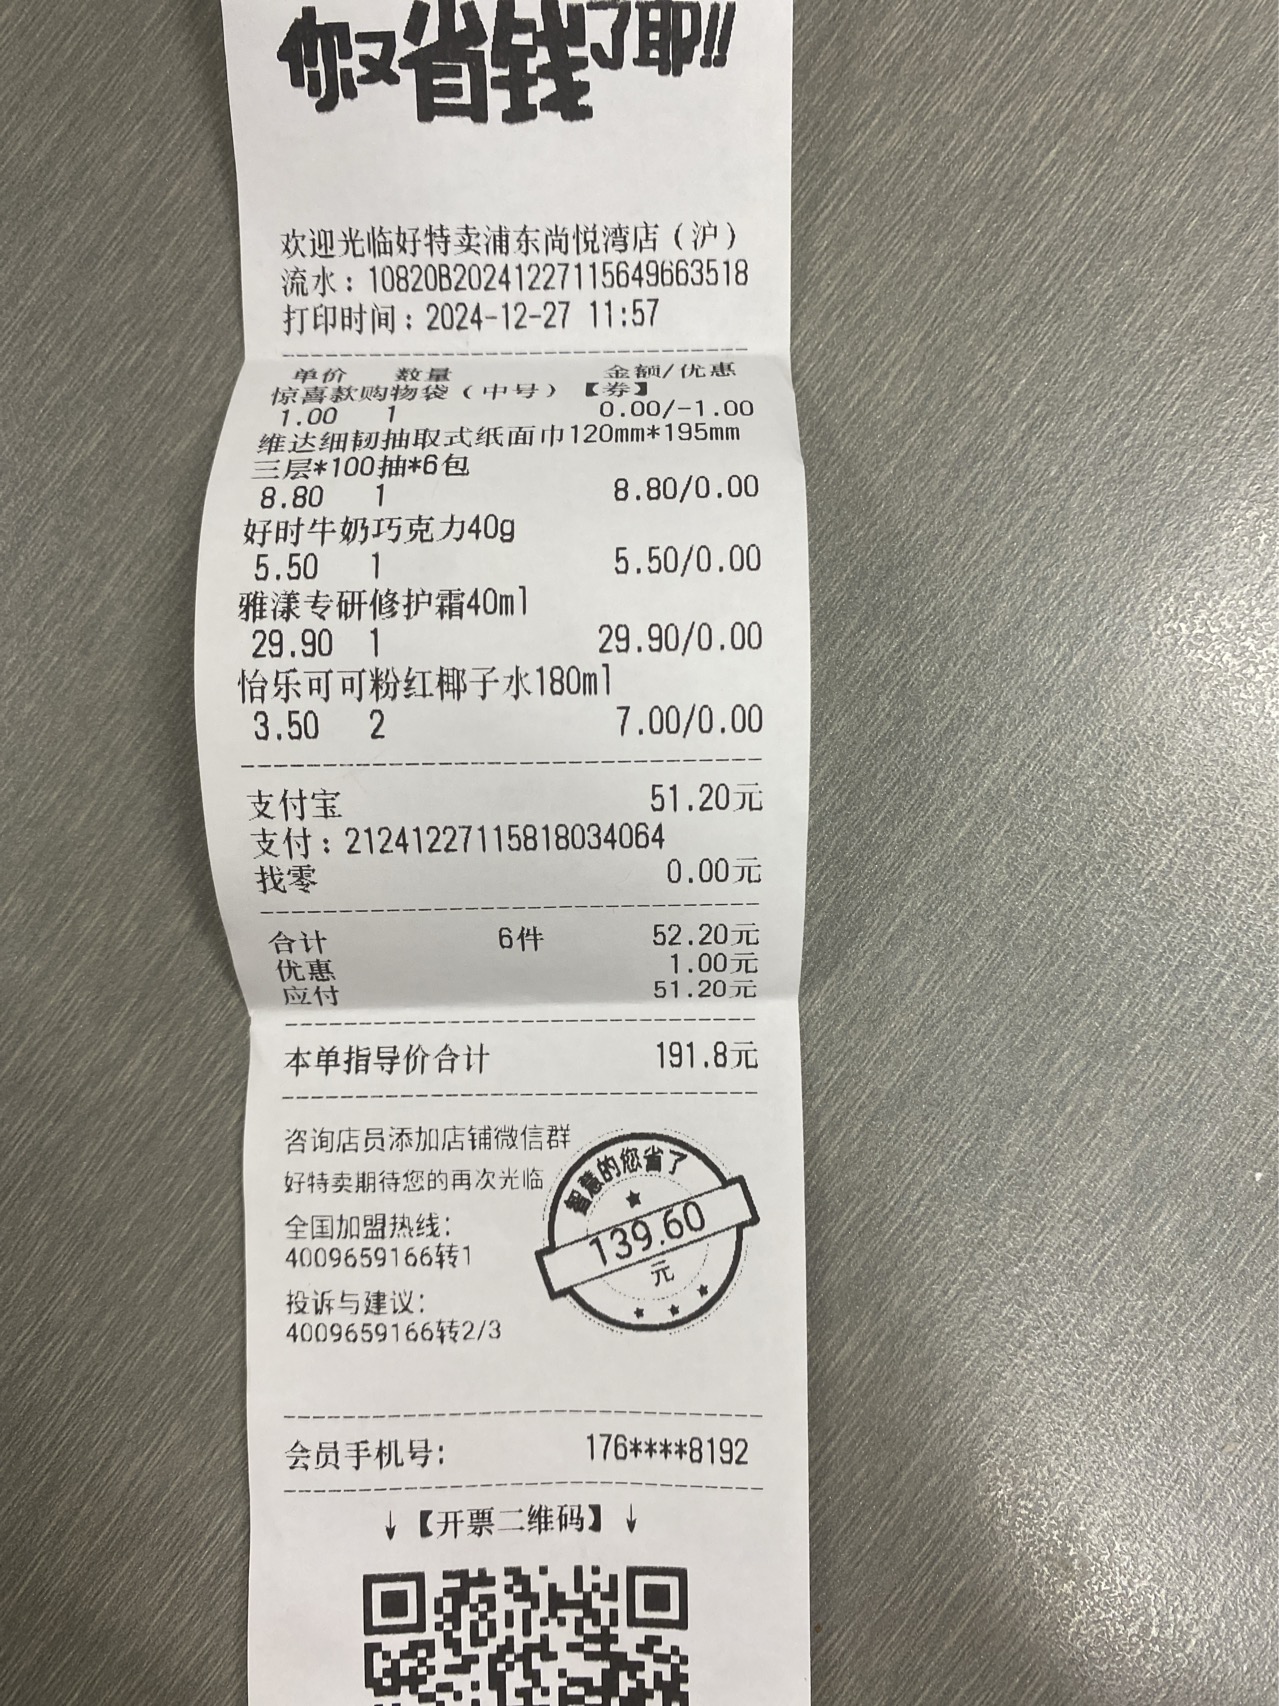 你又省钱了耶!!
欢迎光临好特卖浦东尚悦湾店（沪）
流水：10820B20241227115649663518
打印时间：2024-12-27 11:57
单价 数量 金额/优惠
惊喜款购物袋（中号）【券】
1.00 1 0.00/-1.00
维达细韧抽取式纸面巾120mm*195mm
三层*100抽*6包
8.80 1 8.80/0.00
好时牛奶巧克力40g
5.50 1 5.50/0.00
雅漾专研修护霜40ml
29.90 1 29.90/0.00
怡乐可可粉红椰子水180ml
3.50 2 7.00/0.00
支付宝 51.20元
支付：21241227115818034064
找零 0.00元
合计 6件 52.20元
优惠 1.00元
应付 51.20元
本单指导价合计 191.8元
咨询店员添加店铺微信群
好特卖期待您的再次光临
全国加盟热线：
4009659166转1
投诉与建议：
4009659166转2/3
智慧的您省了
139.60
元
会员手机号： 176****8192
↓【开票二维码】↓